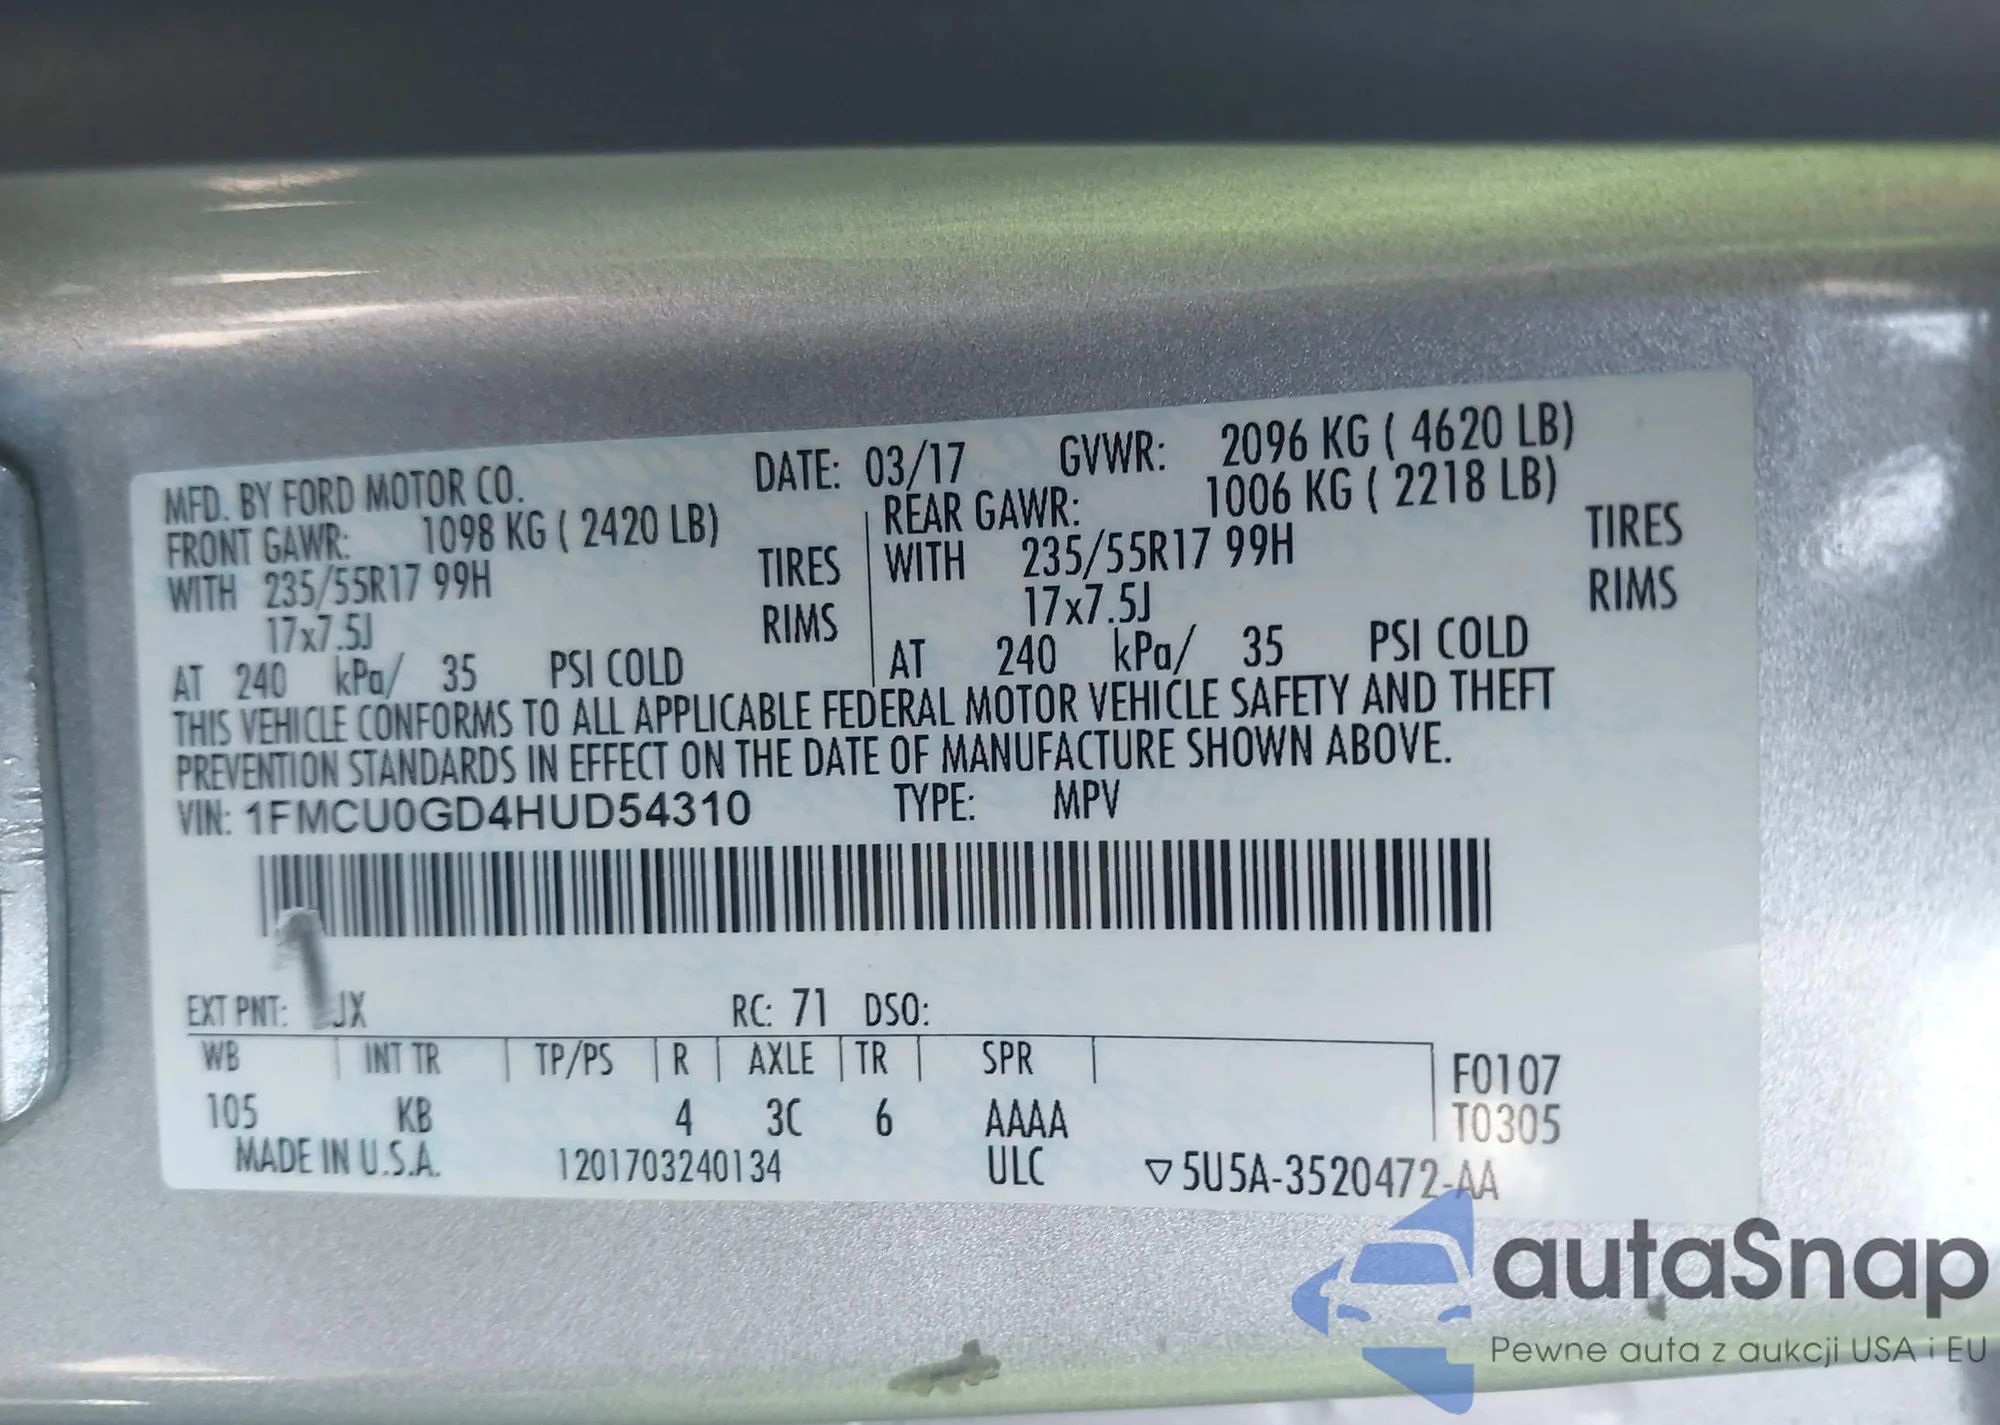 MFD. BY FORD MOTOR CO. DATE: 03/17 GVWR: 2096 KG ( 4620 LB)
FRONT GAWR: 1098 KG ( 2420 LB) REAR GAWR: 1006 KG ( 2218 LB)
WITH 235/55R17 99H TIRES WITH 235/55R17 99H TIRES
17x7.5J RIMS 17x7.5J RIMS
AT 240 kPa/ 35 PSI COLD AT 240 kPa/ 35 PSI COLD
THIS VEHICLE CONFORMS TO ALL APPLICABLE FEDERAL MOTOR VEHICLE SAFETY AND THEFT
PREVENTION STANDARDS IN EFFECT ON THE DATE OF MANUFACTURE SHOWN ABOVE.
VIN: 1FMCU0GD4HUD54310 TYPE: MPV
EXT PNT: JX RC: 71 DSO:
WB INT TR TP/PS R AXLE TR SPR F0107
105 KB 4 3C 6 AAAA T0305
MADE IN U.S.A. 1201703240134 ULC ▽5U5A-3520472-AA
autaSnap
Pewne auta z aukcji USA i EU